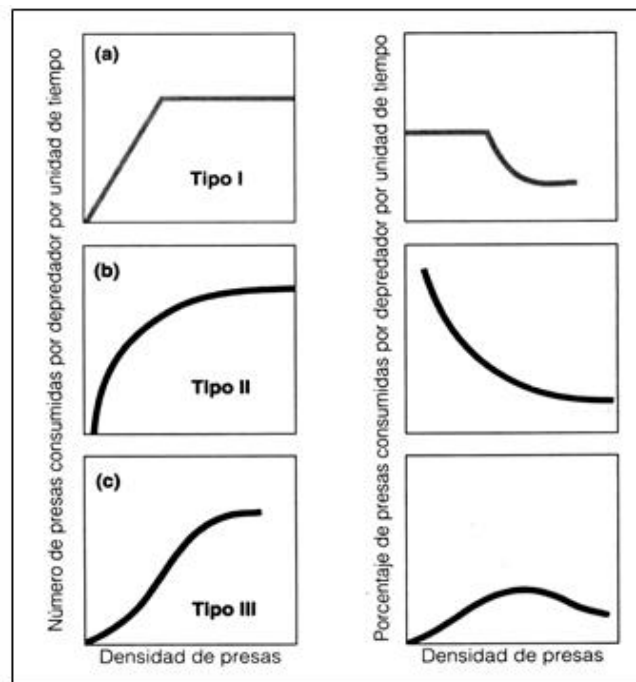 Número de presas consumidas por depredador por unidad de tiempo
(a)
Tipo I
(b)
Tipo II
(c)
Tipo III
Densidad de presas
Porcentaje de presas consumidas por depredador por unidad de tiempo
Densidad de presas